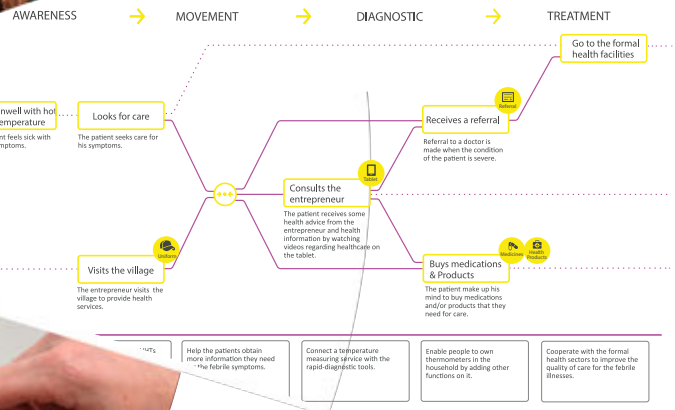 AWARENESS
MOVEMENT
DIAGNOSTIC
TREATMENT
Go to the formal
health facilities
with hot
Looks for care
The patient seeks care for
his symptoms.
feels sick with
Referral
Receives a referral
Referral to a doctor is
made when the condition
of the patient is severe.
Tablet
Consults the
entrepreneur
The patient receives some
health advice from the
entrepreneur and health
information by watching
videos regarding healthcare on
the tablet.
Uniform
Visits the village
The entrepreneur visits the
village to provide health
services.
Medicines
Health
Products
Buys medications
& Products
The patient make up his
mind to buy medications
and/or products that they
need for care.
Help the patients obtain
more information they need
the febrile symptoms.
Connect a temperature
measuring service with the
rapid-diagnostic tools.
Enable people to own
thermometers in the
household by adding other
functions on it.
Cooperate with the formal
health sectors to improve the
quality of care for the febrile
illnesses.